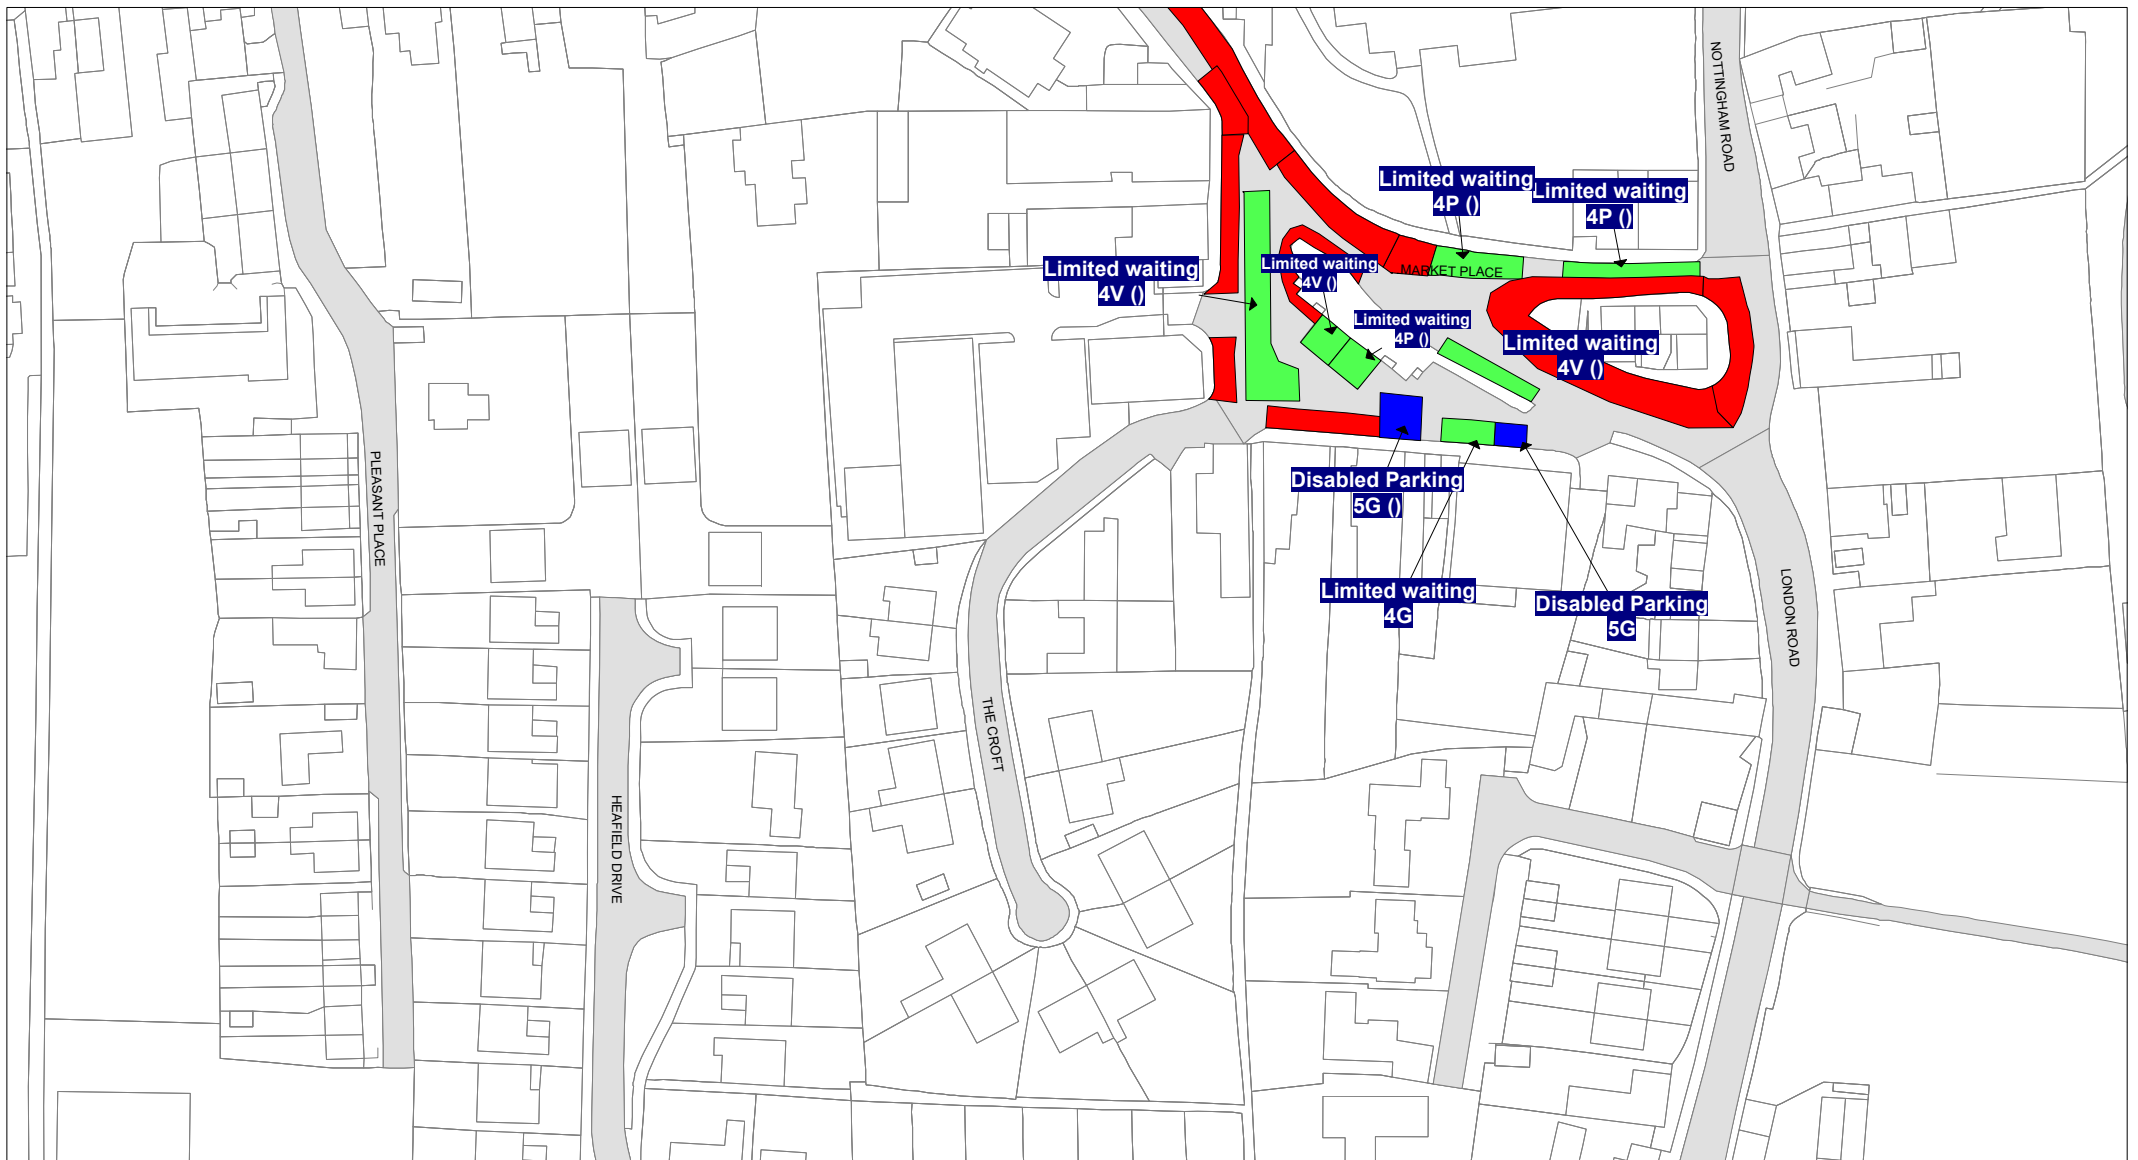 NOTTINGHAM ROAD
Limited waiting
4P ()
Limited waiting
4P ()
Limited waiting
4V ()
Limited waiting
4V ()
MARKET PLACE
Limited waiting
4P ()
Limited waiting
4V ()
Disabled Parking
5G ()
Limited waiting
4G
Disabled Parking
5G
PLEASANT PLACE
LONDON ROAD
THE CROFT
HEAFIELD DRIVE